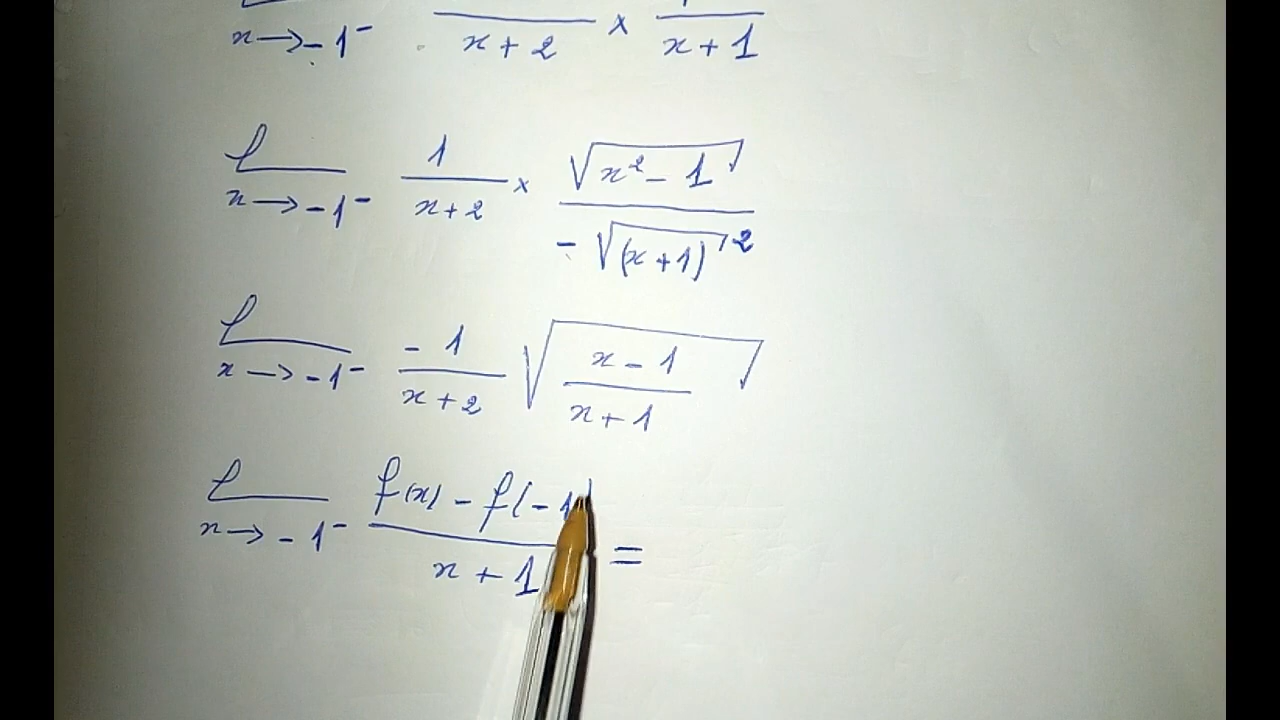 x → -1⁻ x + 2 × x + 1
l x → -1⁻ 1/(x+2) × √(x² - 1) / -√(x+1)²
l x → -1⁻ -1/(x+2) √((x - 1)/(x + 1))
l x → -1⁻ (f(x) - f(-1))/(x + 1) =